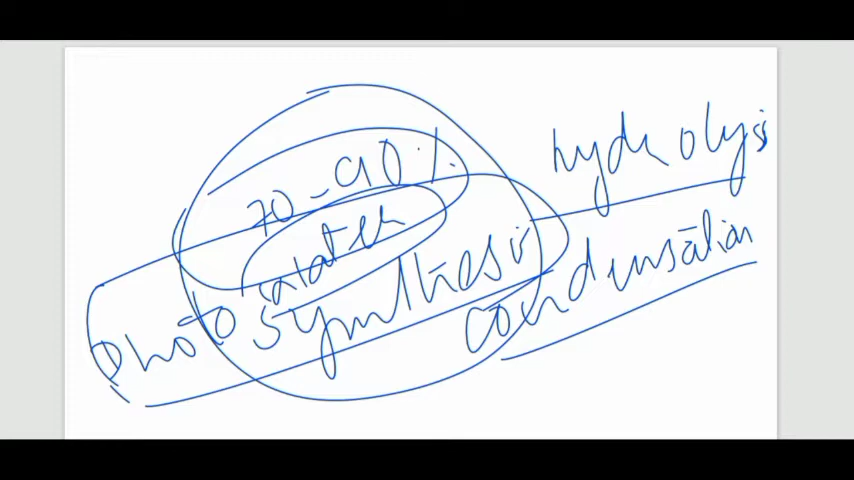 70-90%
water
photosynthesis
hydrolysis
condensation